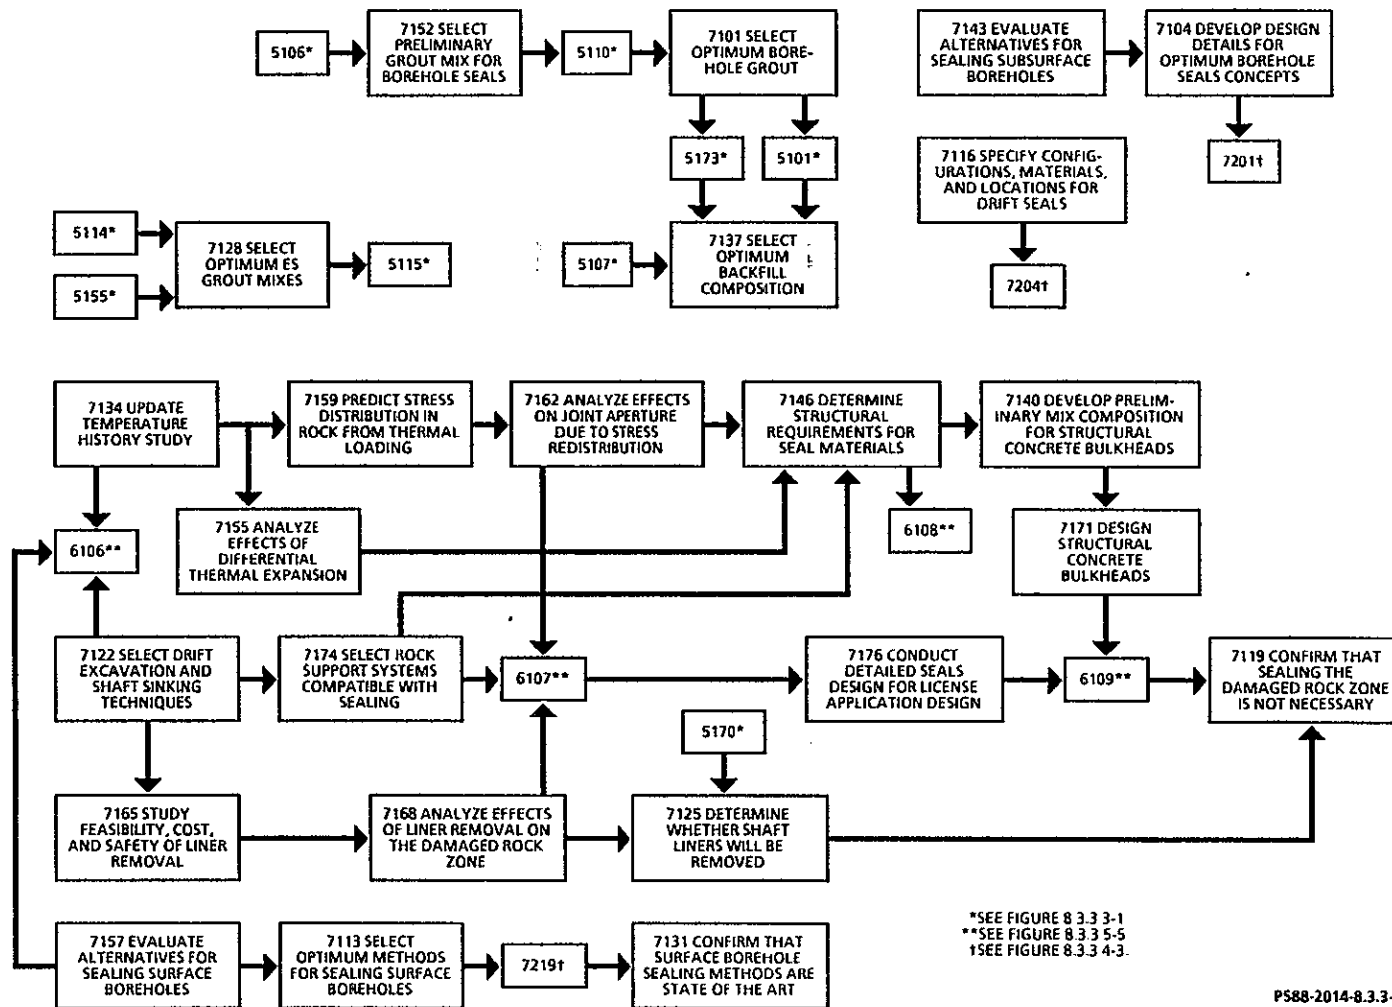 5106*
7152 SELECT
PRELIMINARY
GROUT MIX FOR
BOREHOLE SEALS
5110*
7101 SELECT
OPTIMUM BORE-
HOLE GROUT
7143 EVALUATE
ALTERNATIVES FOR
SEALING SUBSURFACE
BOREHOLES
7104 DEVELOP DESIGN
DETAILS FOR
OPTIMUM BOREHOLE
SEALS CONCEPTS
5173*
5101*
7116 SPECIFY CONFIG-
URATIONS, MATERIALS,
AND LOCATIONS FOR
DRIFT SEALS
7201†
5114*
5155*
7128 SELECT
OPTIMUM ES
GROUT MIXES
5115*
5107*
7137 SELECT
OPTIMUM
BACKFILL
COMPOSITION
7204†
7134 UPDATE
TEMPERATURE
HISTORY STUDY
7159 PREDICT STRESS
DISTRIBUTION IN
ROCK FROM THERMAL
LOADING
7162 ANALYZE EFFECTS
ON JOINT APERTURE
DUE TO STRESS
REDISTRIBUTION
7146 DETERMINE
STRUCTURAL
REQUIREMENTS FOR
SEAL MATERIALS
7140 DEVELOP PRELIM-
INARY MIX COMPOSITION
FOR STRUCTURAL
CONCRETE BULKHEADS
6106**
7155 ANALYZE
EFFECTS OF
DIFFERENTIAL
THERMAL EXPANSION
6108**
7171 DESIGN
STRUCTURAL
CONCRETE
BULKHEADS
7122 SELECT DRIFT
EXCAVATION AND
SHAFT SINKING
TECHNIQUES
7174 SELECT ROCK
SUPPORT SYSTEMS
COMPATIBLE WITH
SEALING
6107**
7176 CONDUCT
DETAILED SEALS
DESIGN FOR LICENSE
APPLICATION DESIGN
6109**
7119 CONFIRM THAT
SEALING THE
DAMAGED ROCK ZONE
IS NOT NECESSARY
5170*
7165 STUDY
FEASIBILITY, COST,
AND SAFETY OF LINER
REMOVAL
7168 ANALYZE EFFECTS
OF LINER REMOVAL ON
THE DAMAGED ROCK
ZONE
7125 DETERMINE
WHETHER SHAFT
LINERS WILL BE
REMOVED
7157 EVALUATE
ALTERNATIVES FOR
SEALING SURFACE
BOREHOLES
7113 SELECT
OPTIMUM METHODS
FOR SEALING SURFACE
BOREHOLES
7219†
7131 CONFIRM THAT
SURFACE BOREHOLE
SEALING METHODS ARE
STATE OF THE ART
*SEE FIGURE 8 3.3 3-1
**SEE FIGURE 8.3.3 5-5
†SEE FIGURE 8.3.3 4-3.
PS88-2014-8.3.3-